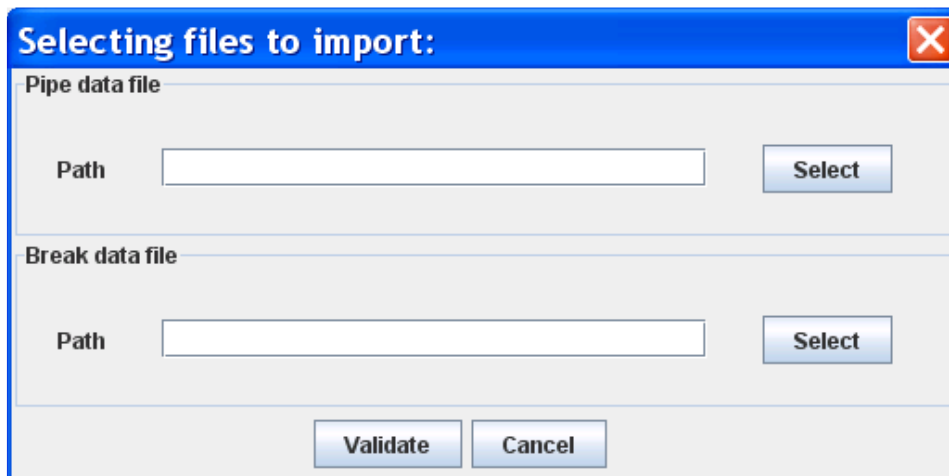 Selecting files to import:
Pipe data file
Path Select
Break data file
Path Select
Validate Cancel